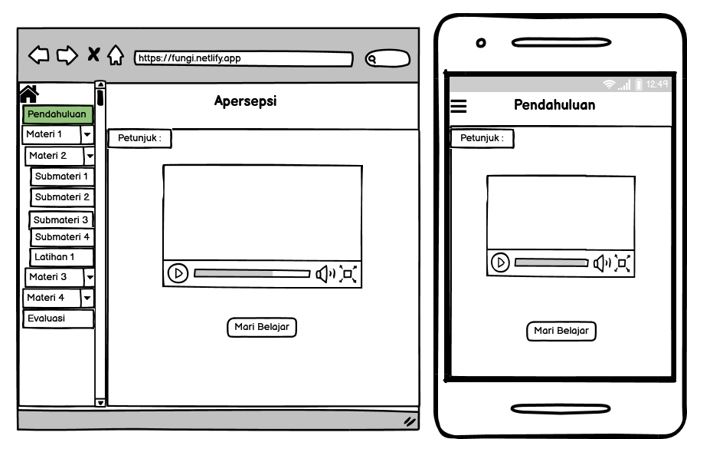 https://fungi.netlify.app
Apersepsi
Pendahuluan
Materi 1
Materi 2
Submateri 1
Submateri 2
Submateri 3
Submateri 4
Latihan 1
Materi 3
Materi 4
Evaluasi
Petunjuk :
Mari Belajar
12:49
Pendahuluan
Petunjuk :
Mari Belajar